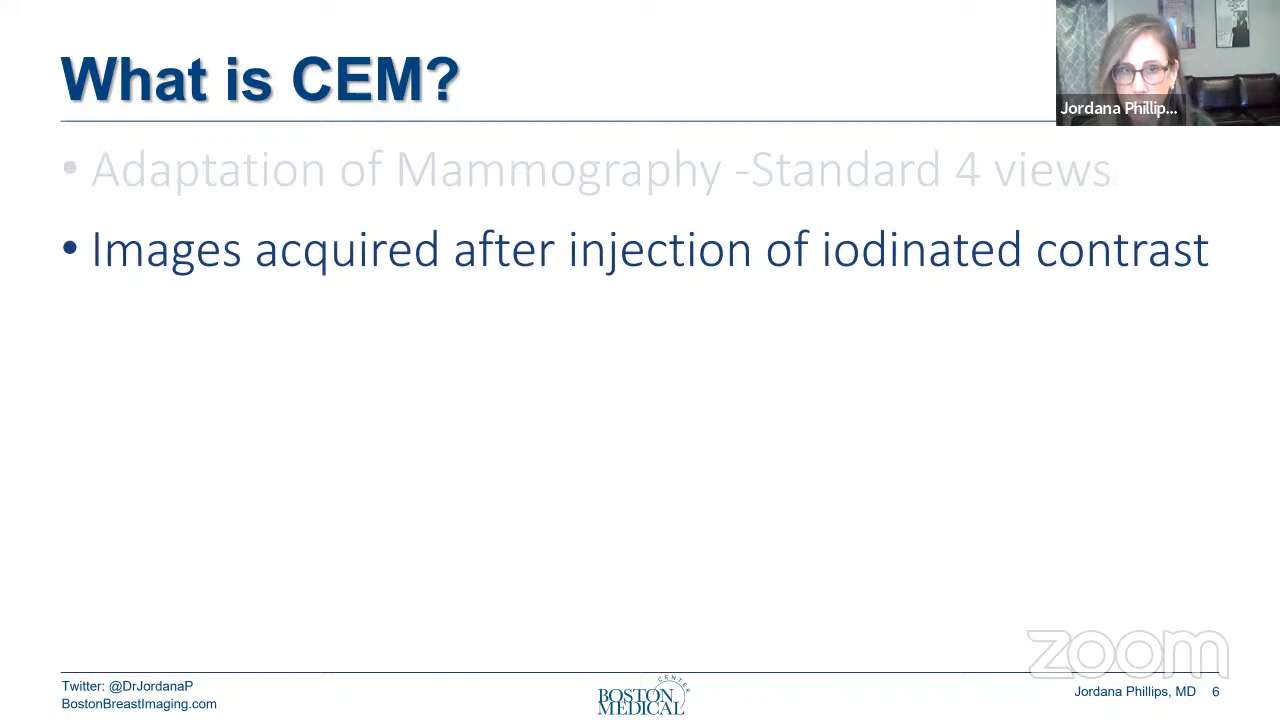 What is CEM?
Jordana Phillip...
• Adaptation of Mammography -Standard 4 views
• Images acquired after injection of iodinated contrast
zoom
Twitter: @DrJordanaP
BostonBreastImaging.com
BOSTON
MEDICAL
CENTER
Jordana Phillips, MD 6